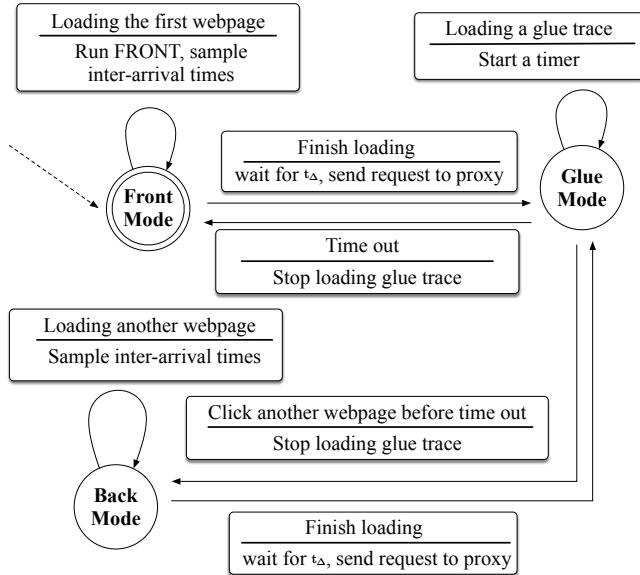 Loading the first webpage
Run FRONT, sample
inter-arrival times
Loading a glue trace
Start a timer
Finish loading
wait for t∆, send request to proxy
Front
Mode
Glue
Mode
Time out
Stop loading glue trace
Loading another webpage
Sample inter-arrival times
Click another webpage before time out
Stop loading glue trace
Back
Mode
Finish loading
wait for t∆, send request to proxy